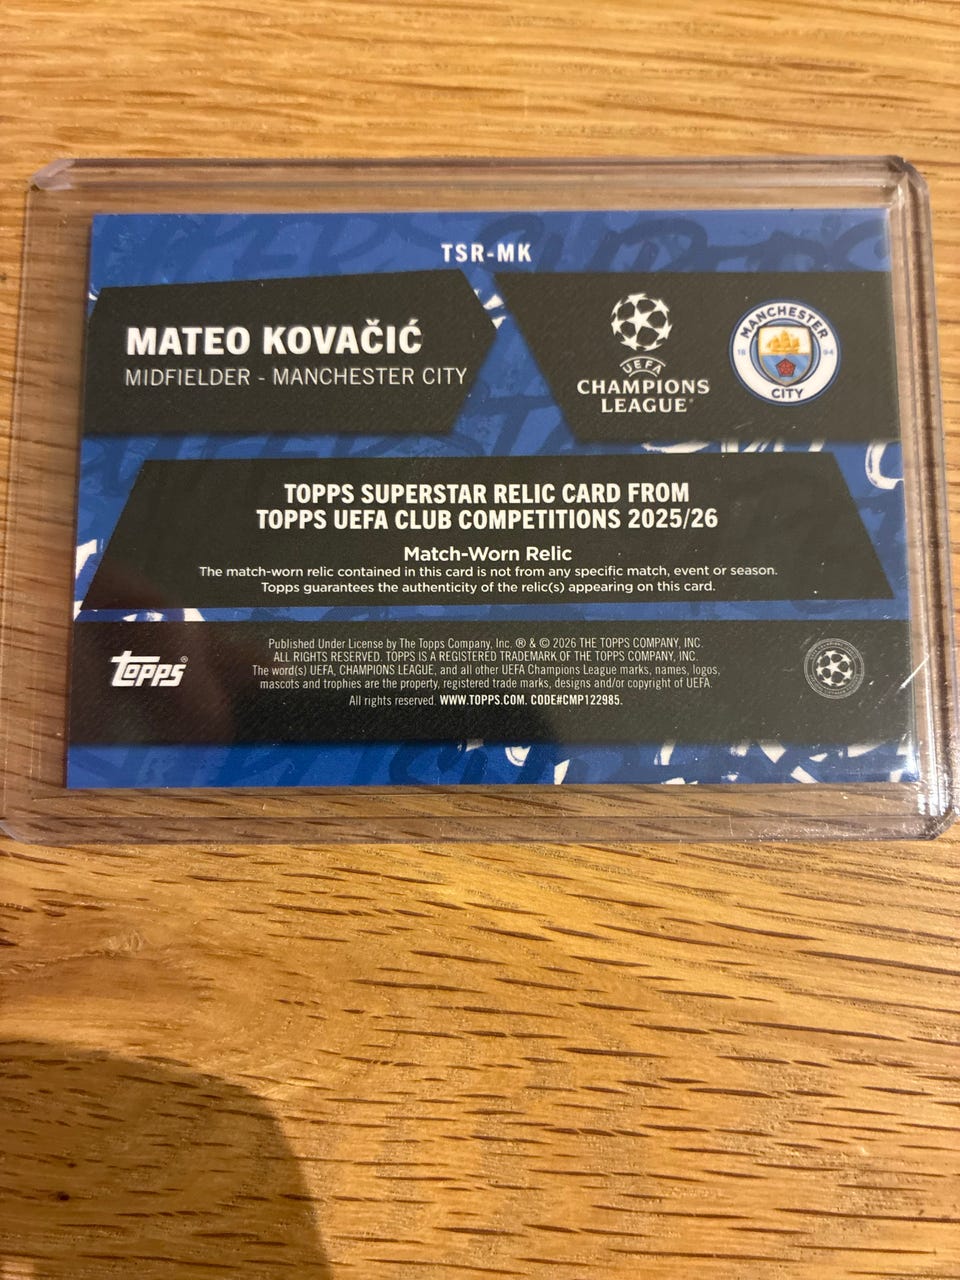 TSR-MK
MATEO KOVAČIĆ
MIDFIELDER - MANCHESTER CITY
UEFA
CHAMPIONS
LEAGUE®
MANCHESTER
18 94
CITY
TOPPS SUPERSTAR RELIC CARD FROM
TOPPS UEFA CLUB COMPETITIONS 2025/26
Match-Worn Relic
The match-worn relic contained in this card is not from any specific match, event or season.
Topps guarantees the authenticity of the relic(s) appearing on this card.
topps®
Published Under License by The Topps Company, Inc. ® & © 2026 THE TOPPS COMPANY, INC.
ALL RIGHTS RESERVED. TOPPS IS A REGISTERED TRADEMARK OF THE TOPPS COMPANY, INC.
The word(s) UEFA, CHAMPIONS LEAGUE, and all other UEFA Champions League marks, names, logos,
mascots and trophies are the property, registered trade marks, designs and/or copyright of UEFA.
All rights reserved. WWW.TOPPS.COM. CODE#CMP122985.